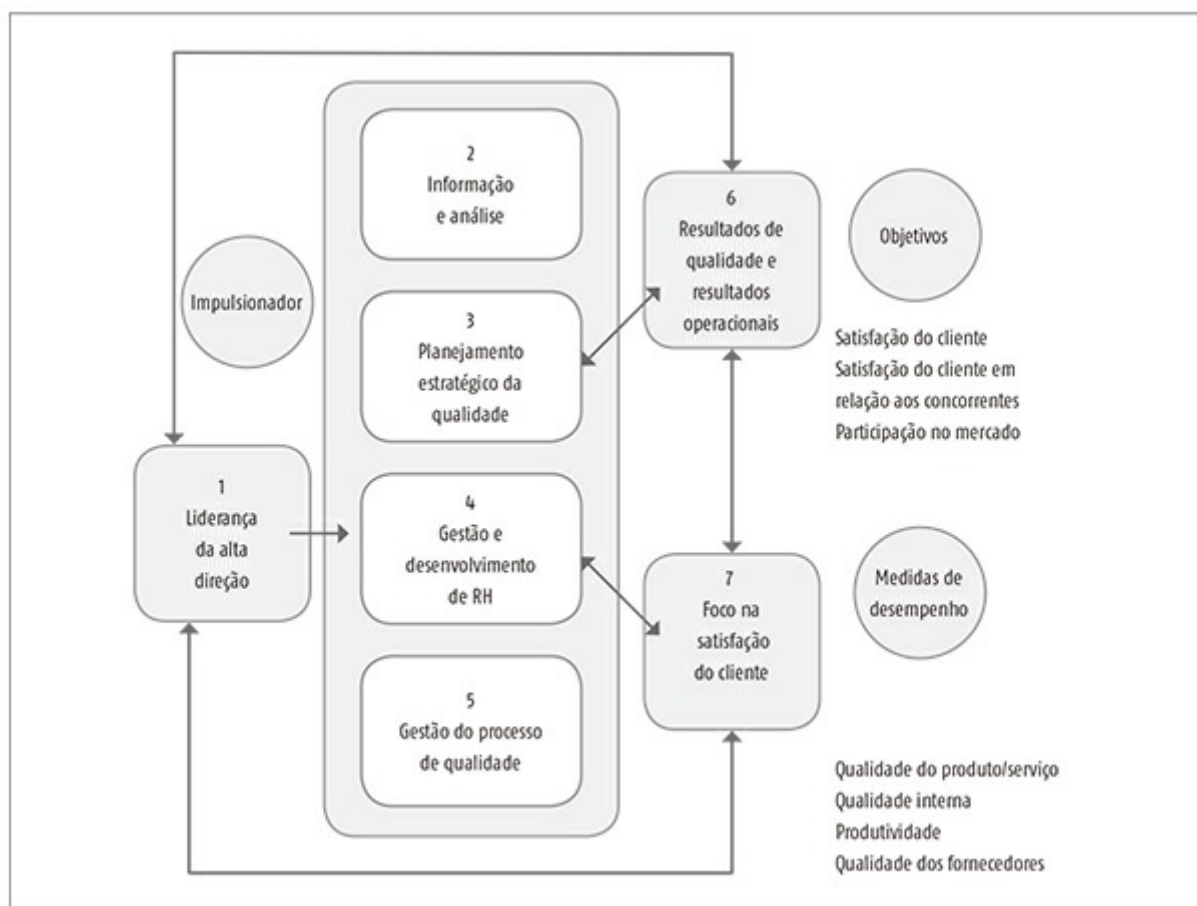 Impulsionador
1
Liderança
da alta
direção
2
Informação
e análise
3
Planejamento
estratégico da
qualidade
4
Gestão e
desenvolvimento
de RH
5
Gestão do processo
de qualidade
6
Resultados de
qualidade e
resultados
operacionais
7
Foco na
satisfação
do cliente
Objetivos
Satisfação do cliente
Satisfação do cliente em
relação aos concorrentes
Participação no mercado
Medidas de
desempenho
Qualidade do produto/serviço
Qualidade interna
Produtividade
Qualidade dos fornecedores